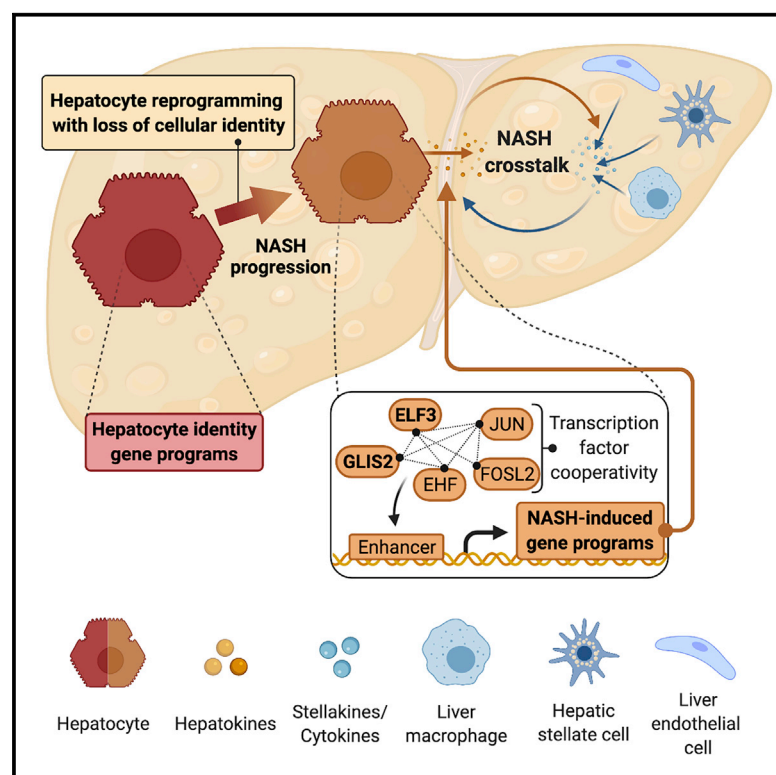 Hepatocyte reprogramming
with loss of cellular identity
NASH
progression
NASH
crosstalk
Hepatocyte identity
gene programs
ELF3
JUN
GLIS2
EHF
FOSL2
Transcription
factor
cooperativity
Enhancer
NASH-induced
gene programs
Hepatocyte
Hepatokines
Stellakines/
Cytokines
Liver
macrophage
Hepatic
stellate cell
Liver
endothelial
cell